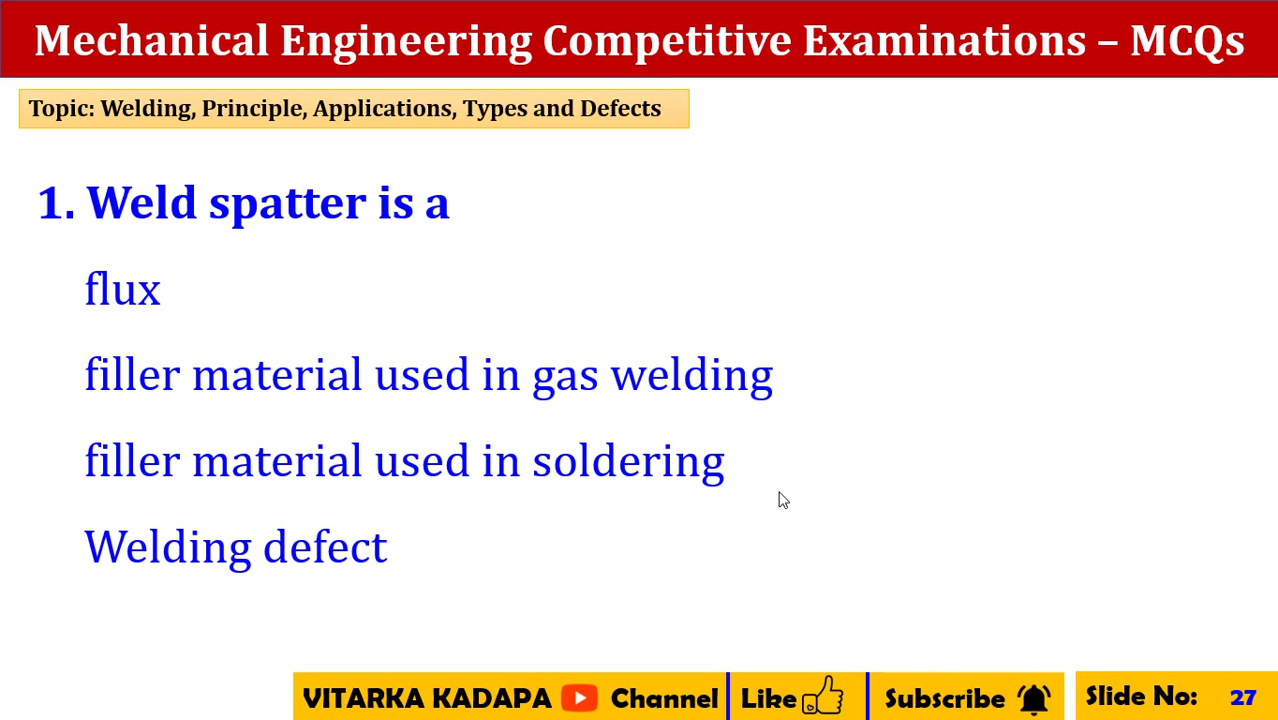 Mechanical Engineering Competitive Examinations – MCQs
Topic: Welding, Principle, Applications, Types and Defects
1. Weld spatter is a
flux
filler material used in gas welding
filler material used in soldering
Welding defect
VITARKA KADAPA Channel Like Subscribe Slide No: 27